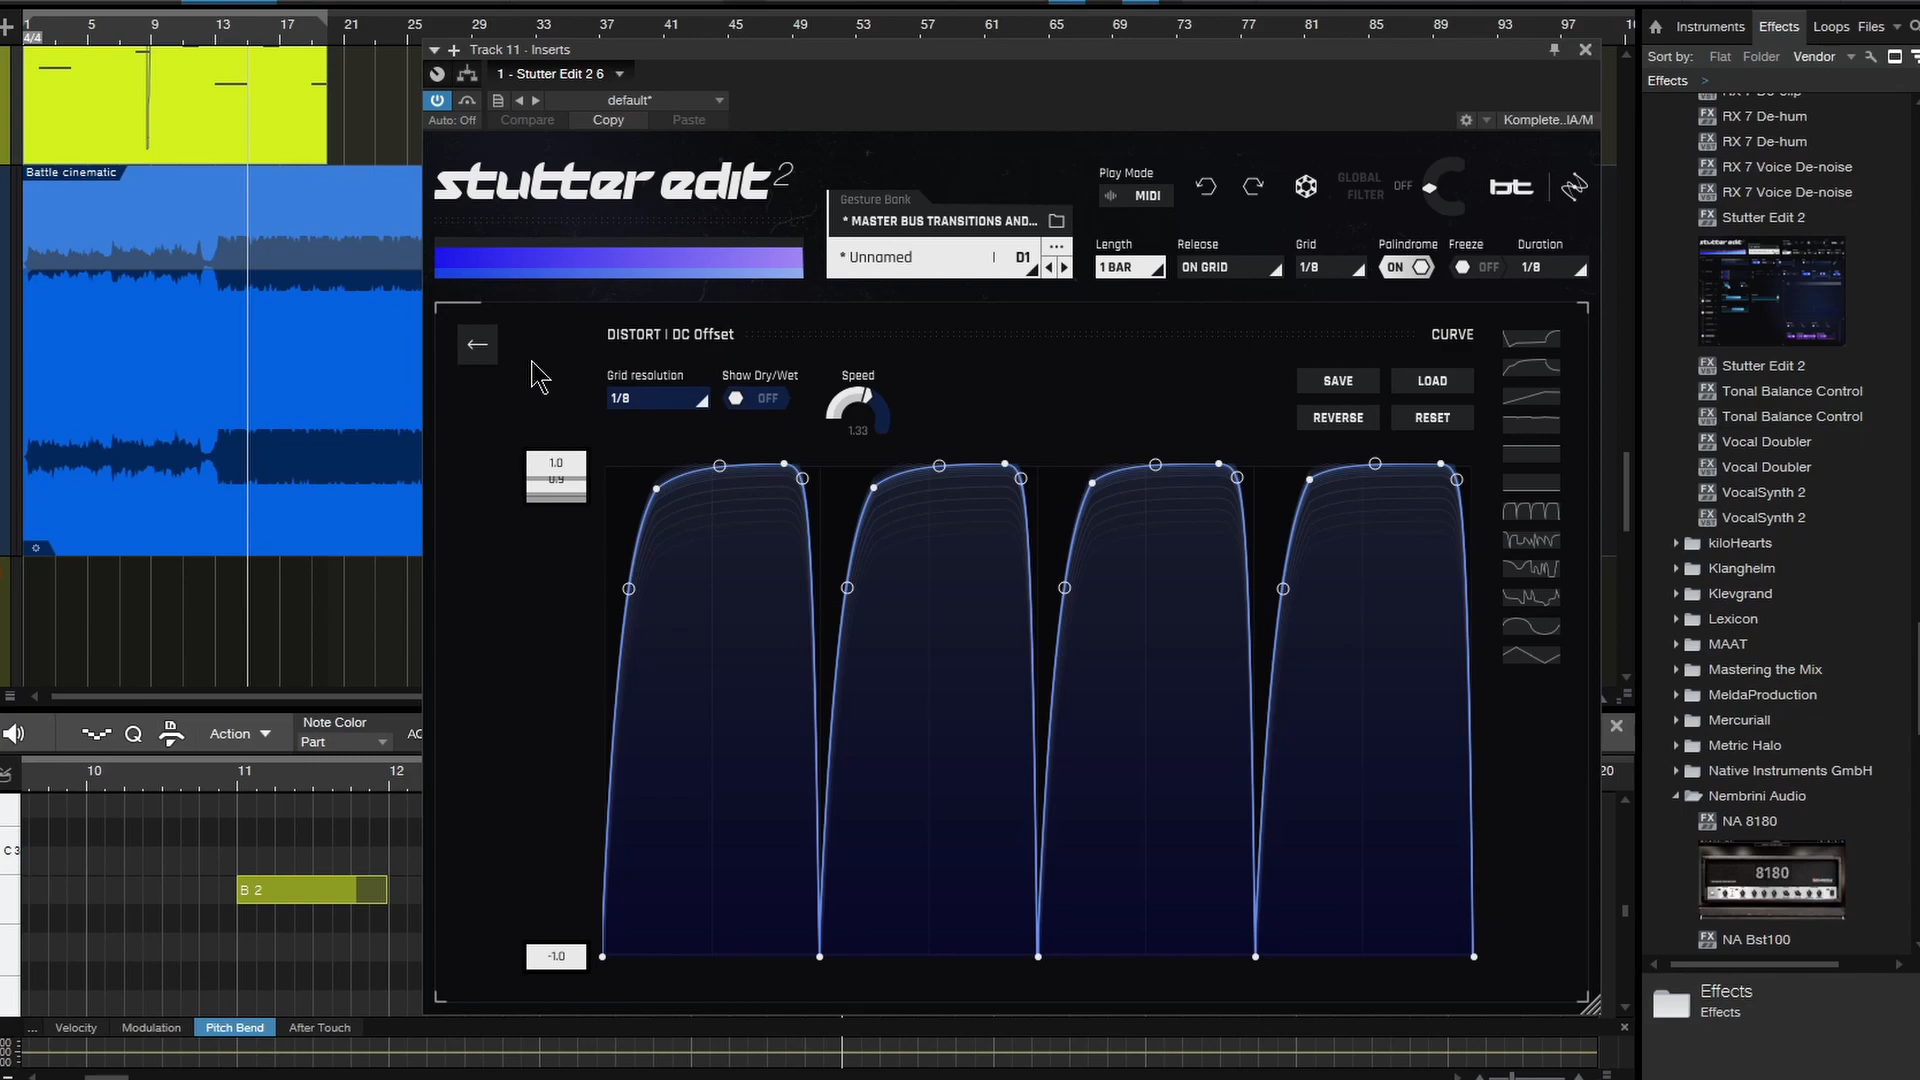 1 5 9 13 17 21 25 29 33 37 41 45 49 53 57 61 65 69 73 77 81 85 89 93 97
4/4
Instruments Effects Loops Files
Track 11 - Inserts
Sort by: Flat Folder Vendor
1 - Stutter Edit 2 6
Effects >
default*
Auto: Off Compare Copy Paste
Komplete..IA/M
RX 7 De-hum
RX 7 De-hum
RX 7 Voice De-noise
RX 7 Voice De-noise
Stutter Edit 2
Battle cinematic
stutter edit 2
Gesture Bank
* MASTER BUS TRANSITIONS AND...
* Unnamed D1
Play Mode
MIDI
GLOBAL FILTER OFF
bt
Length Release Grid Palindrome Freeze Duration
1 BAR ON GRID 1/8 ON OFF 1/8
DISTORT | DC Offset CURVE
Grid resolution Show Dry/Wet Speed
1/8 OFF
1.33
SAVE LOAD
REVERSE RESET
1.0
0.9
-1.0
Stutter Edit 2
Tonal Balance Control
Tonal Balance Control
Vocal Doubler
Vocal Doubler
VocalSynth 2
VocalSynth 2
kiloHearts
Klanghelm
Klevgrand
Lexicon
MAAT
Mastering the Mix
MeldaProduction
Mercuriall
Metric Halo
Native Instruments GmbH
Nembrini Audio
NA 8180
8180
NA Bst100
Effects
Effects
Q Action Note Color
Part
10 11 12 20
C 3
B 2
... Velocity Modulation Pitch Bend After Touch